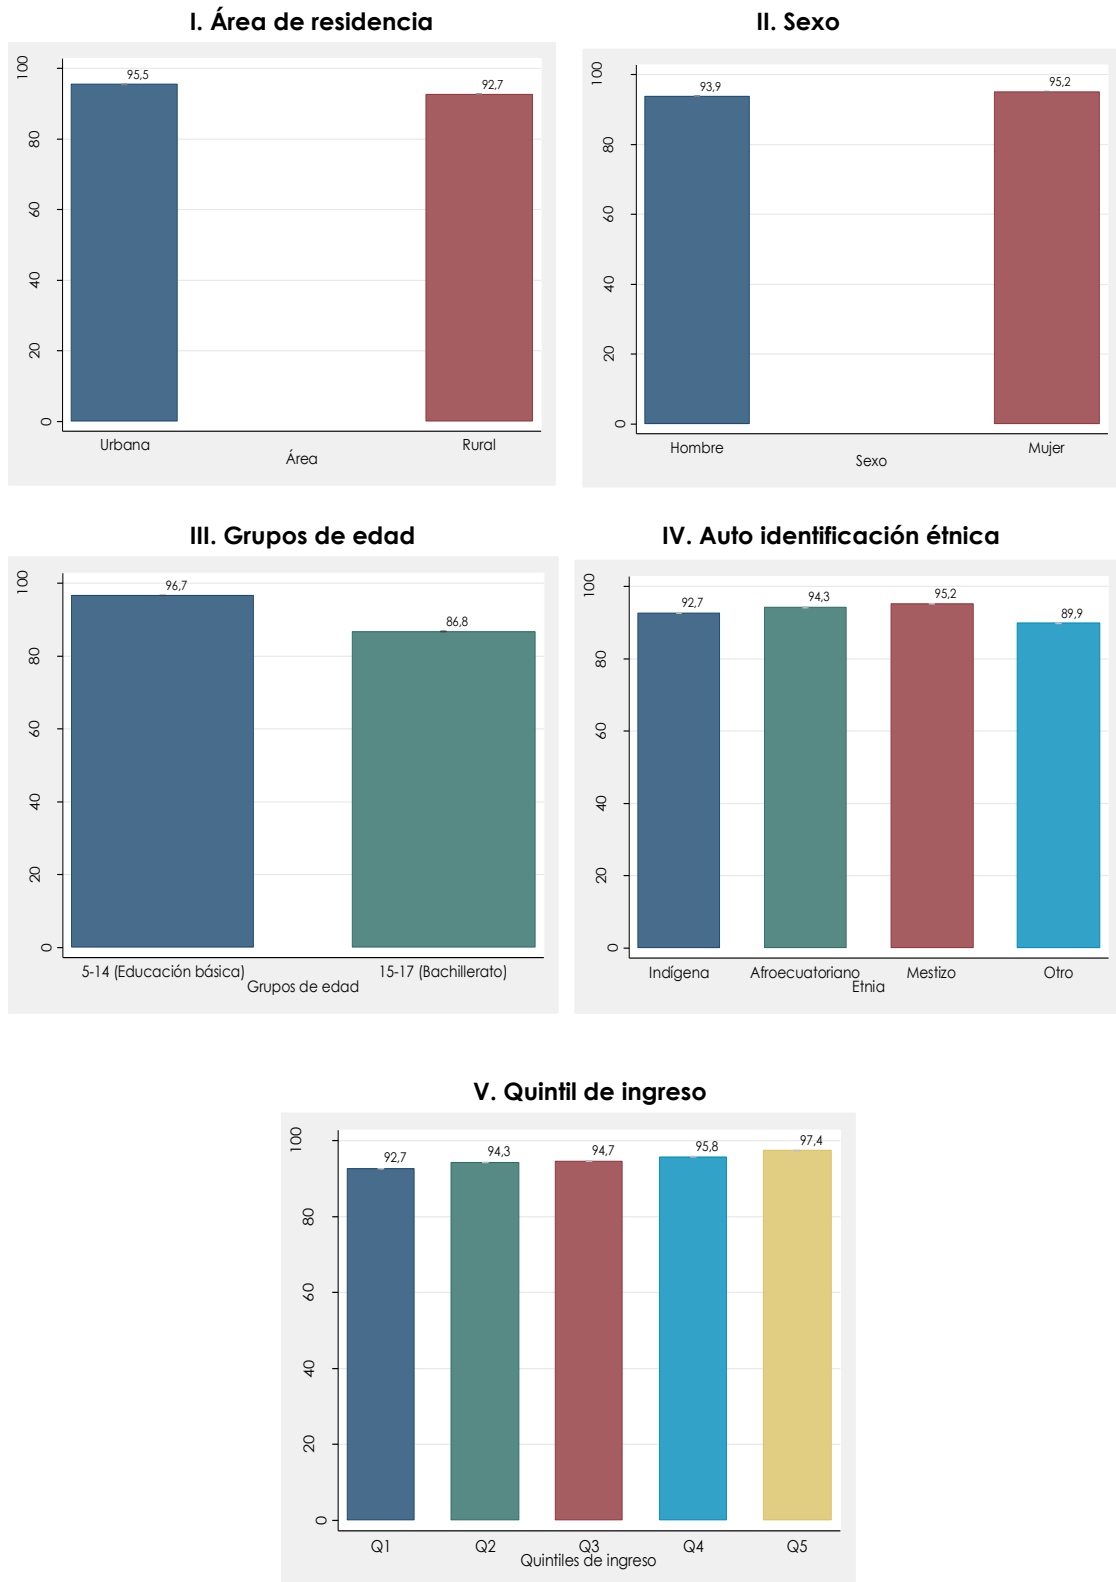 I. Área de residencia
100
80
60
40
20
0
95,5
92,7
Urbana
Rural
Área
II. Sexo
100
80
60
40
20
0
93,9
95,2
Hombre
Mujer
Sexo
III. Grupos de edad
100
80
60
40
20
0
96,7
86,8
5-14 (Educación básica)
15-17 (Bachillerato)
Grupos de edad
IV. Auto identificación étnica
100
80
60
40
20
0
92,7
94,3
95,2
89,9
Indígena
Afroecuatoriano
Mestizo
Otro
Etnia
V. Quintil de ingreso
100
80
60
40
20
0
92,7
94,3
94,7
95,8
97,4
Q1
Q2
Q3
Q4
Q5
Quintiles de ingreso